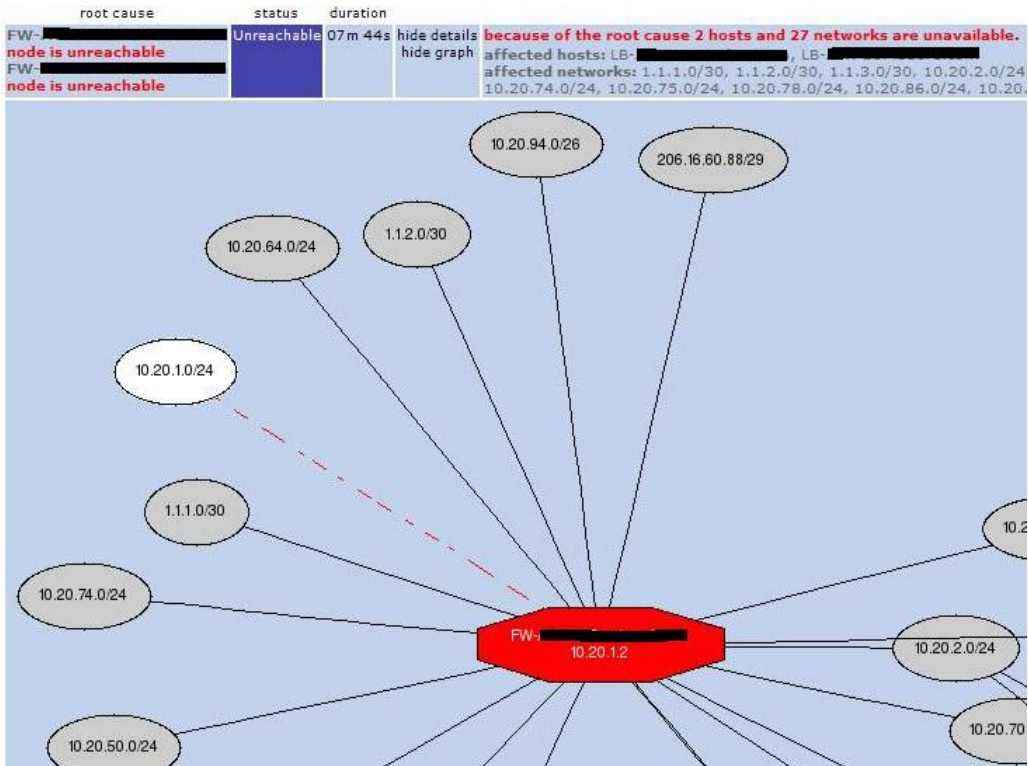 root cause status duration
FW- Unreachable 07m 44s hide details because of the root cause 2 hosts and 27 networks are unavailable.
node is unreachable hide graph affected hosts: LB- , LB-
FW- affected networks: 1.1.1.0/30, 1.1.2.0/30, 1.1.3.0/30, 10.20.2.0/24
node is unreachable 10.20.74.0/24, 10.20.75.0/24, 10.20.78.0/24, 10.20.86.0/24, 10.20.
10.20.94.0/26
206.16.60.88/29
1.1.2.0/30
10.20.64.0/24
10.20.1.0/24
1.1.1.0/30
10.2
10.20.74.0/24
FW-
10.20.1.2
10.20.2.0/24
10.20.70
10.20.50.0/24